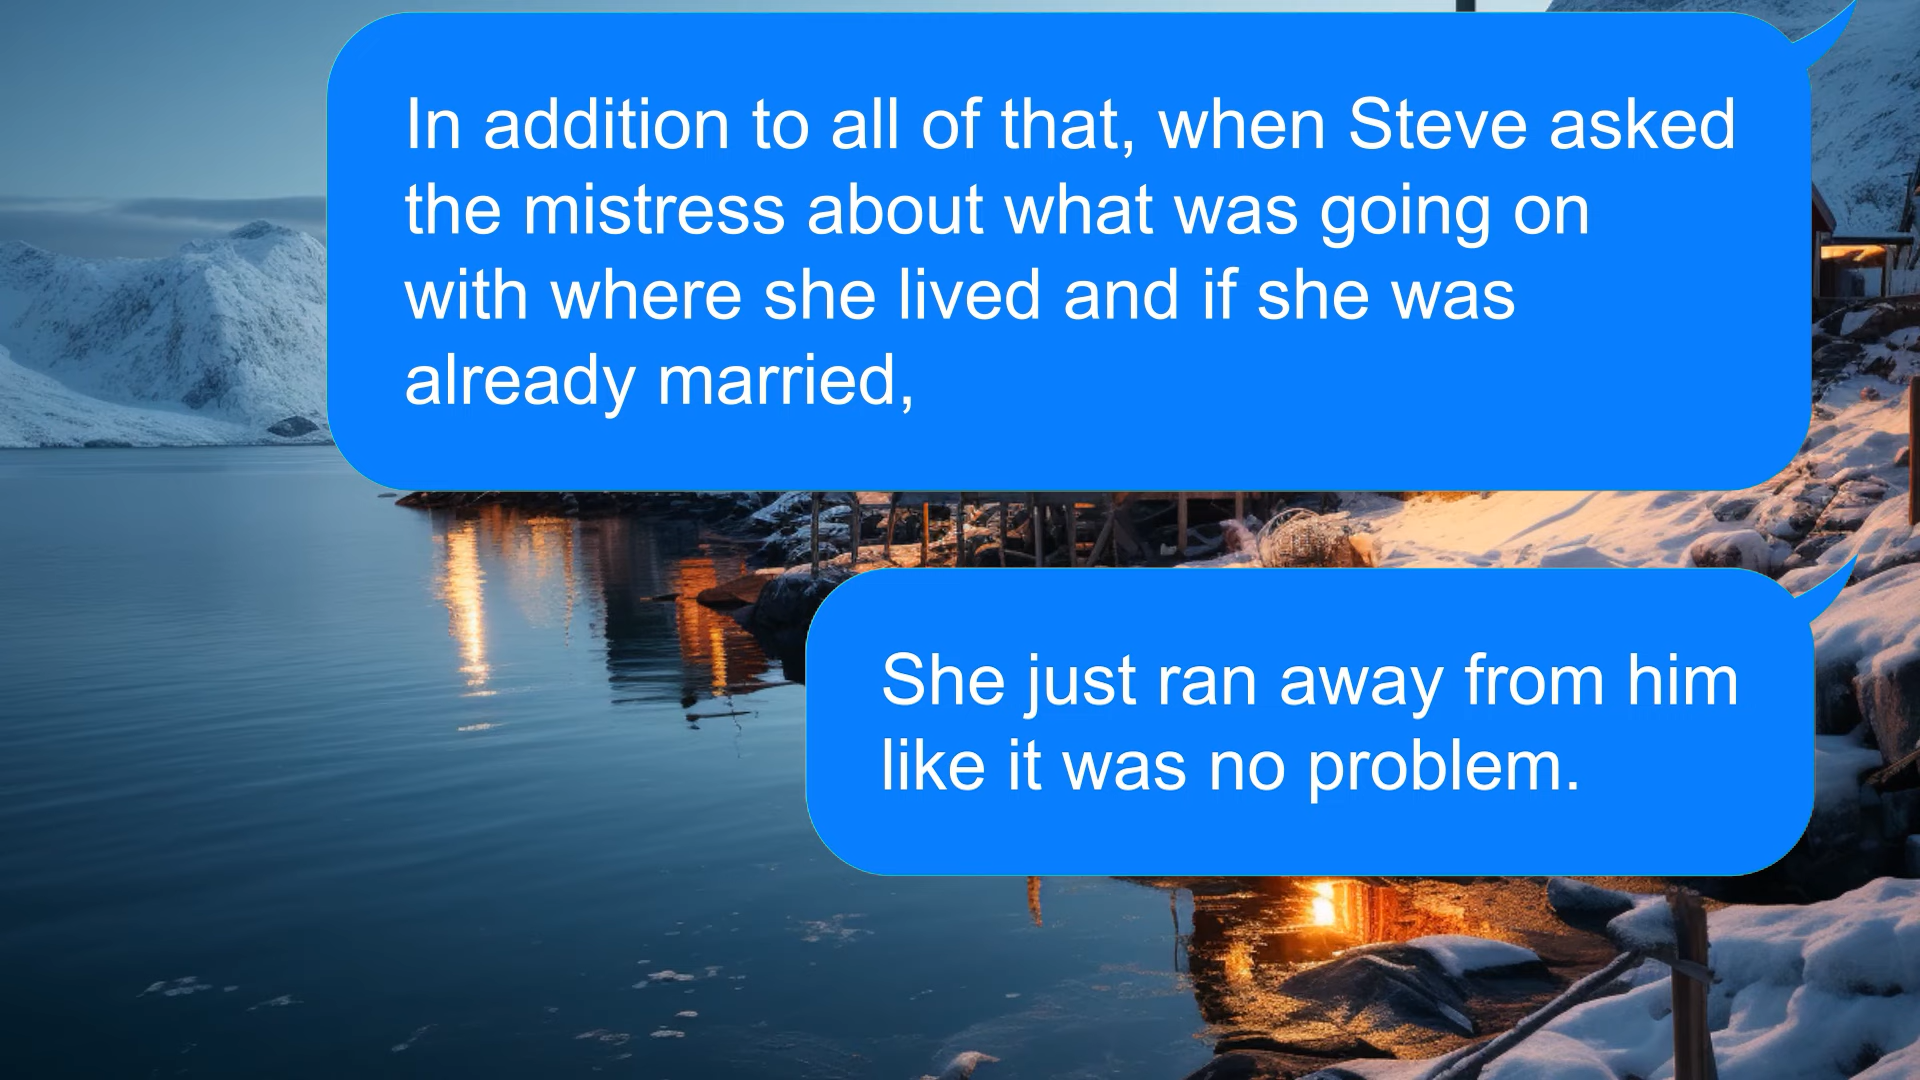 In addition to all of that, when Steve asked
the mistress about what was going on
with where she lived and if she was
already married,
She just ran away from him
like it was no problem.